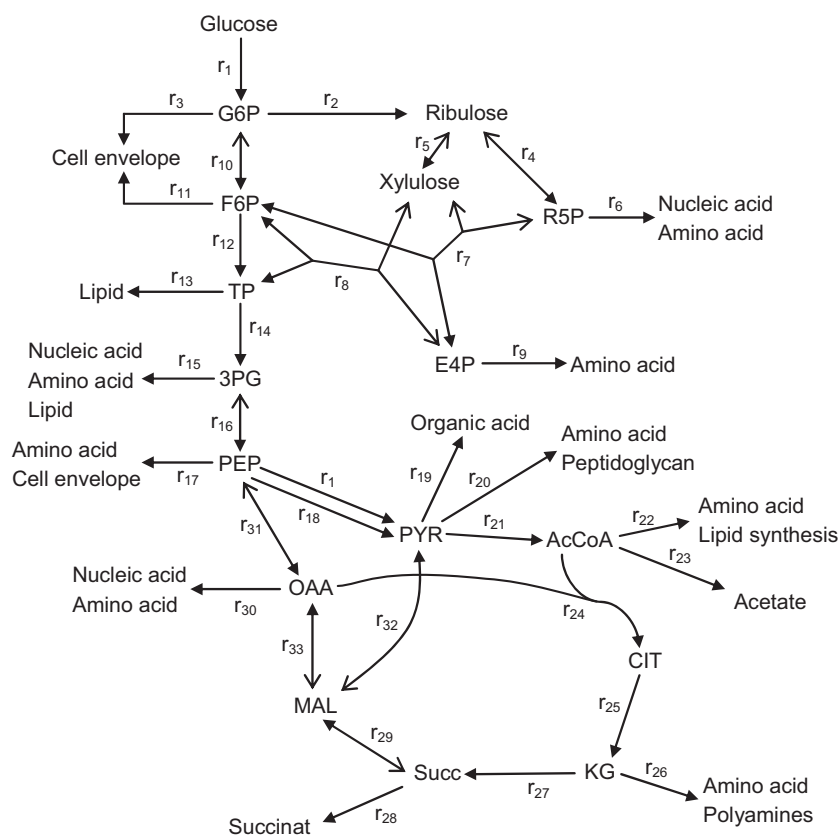 Glucose
r₁
r₃
G6P
r₂
Ribulose
Cell envelope
r₁₀
r₅
r₄
Xylulose
r₁₁
F6P
R5P
r₆
Nucleic acid
Amino acid
r₁₂
r₈
r₇
Lipid
r₁₃
TP
r₁₄
Nucleic acid
Amino acid
Lipid
r₁₅
3PG
E4P
r₉
Amino acid
r₁₆
Organic acid
Amino acid
Peptidoglycan
Amino acid
Cell envelope
r₁₇
PEP
r₁
r₁₈
r₁₉
r₂₀
r₃₁
PYR
r₂₁
AcCoA
r₂₂
Amino acid
Lipid synthesis
r₂₃
Nucleic acid
Amino acid
r₃₀
OAA
r₂₄
Acetate
r₃₂
r₃₃
CIT
MAL
r₂₅
r₂₉
Succ
r₂₇
KG
r₂₆
Amino acid
Polyamines
r₂₈
Succinat